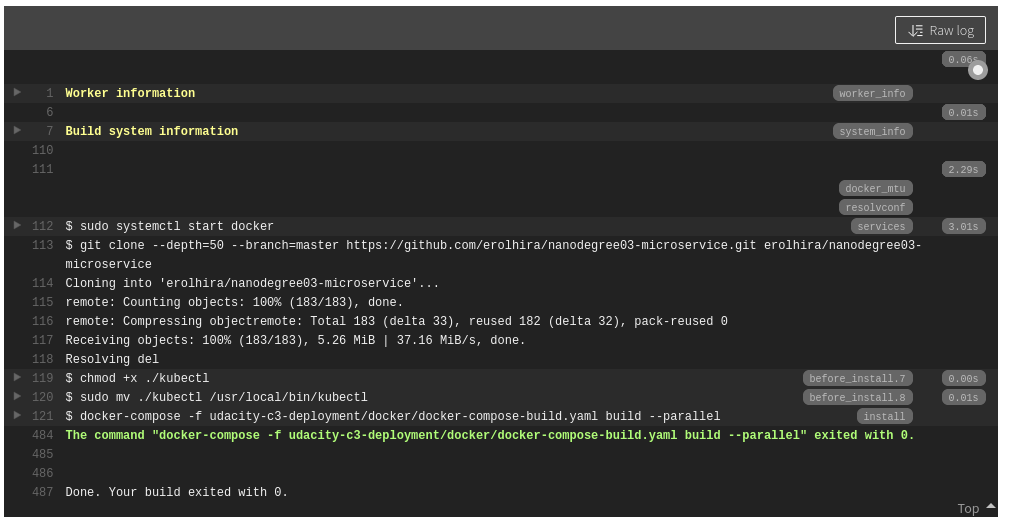 Raw log
0.06s
1 Worker information worker_info
6 0.01s
7 Build system information system_info
110
111 2.29s
docker_mtu
resolvconf
112 $ sudo systemctl start docker services 3.01s
113 $ git clone --depth=50 --branch=master https://github.com/erolhira/nanodegree03-microservice.git erolhira/nanodegree03-
microservice
114 Cloning into 'erolhira/nanodegree03-microservice'...
115 remote: Counting objects: 100% (183/183), done.
116 remote: Compressing objectremote: Total 183 (delta 33), reused 182 (delta 32), pack-reused 0
117 Receiving objects: 100% (183/183), 5.26 MiB | 37.16 MiB/s, done.
118 Resolving del
119 $ chmod +x ./kubectl before_install.7 0.00s
120 $ sudo mv ./kubectl /usr/local/bin/kubectl before_install.8 0.01s
121 $ docker-compose -f udacity-c3-deployment/docker/docker-compose-build.yaml build --parallel install
484 The command "docker-compose -f udacity-c3-deployment/docker/docker-compose-build.yaml build --parallel" exited with 0.
485
486
487 Done. Your build exited with 0.
Top